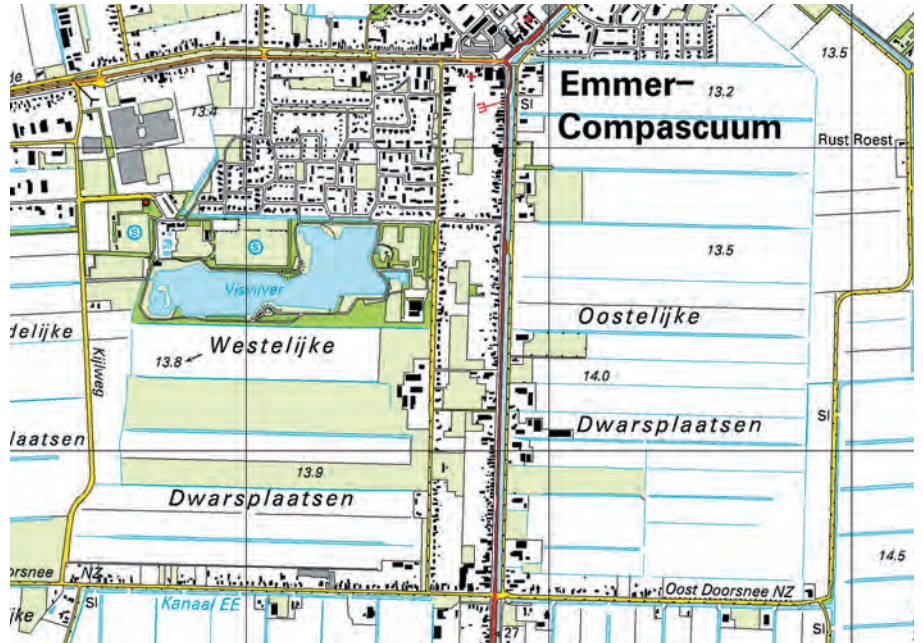 Emmer-
Compascuum
13.5
13.2
13.4
Sl
Rust Roest
S
S
13.5
Visvijver
Oostelijke
delijke
Westelijke
13.8
Kijlweg
14.0
Sl
laatsen
Dwarsplaatsen
13.9
Dwarsplaatsen
14.5
oorsnee NZ
Oost Doorsnee NZ
Sl
Kanaal EE
ijke
27
Sl